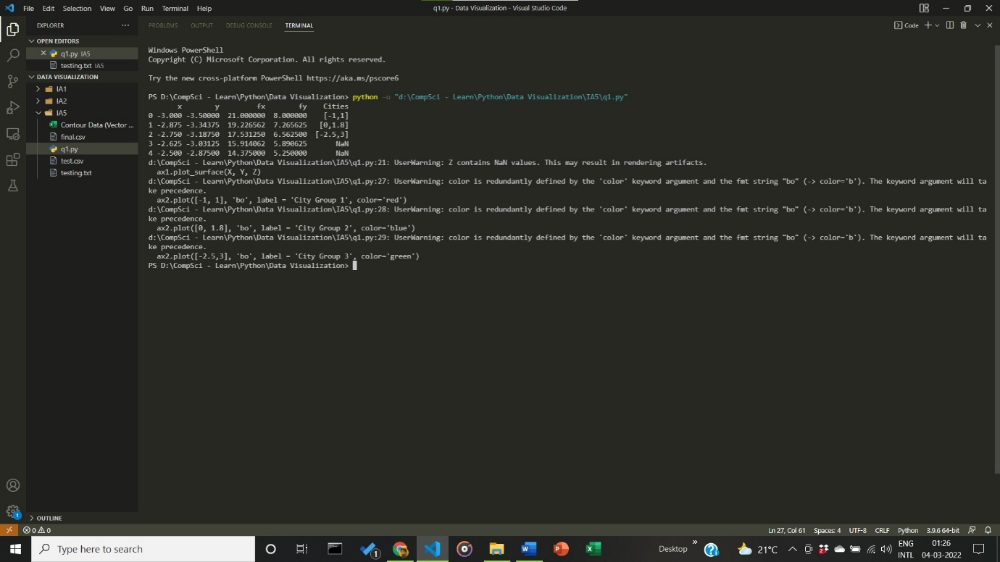 File Edit Selection View Go Run Terminal Help
q1.py - Data Visualization - Visual Studio Code
EXPLORER
OPEN EDITORS
q1.py IA5
testing.txt IA5
DATA VISUALIZATION
IA1
IA2
IA5
Contour Data (Vector ...
final.csv
q1.py
test.csv
testing.txt
OUTLINE
PROBLEMS OUTPUT DEBUG CONSOLE TERMINAL
Code
Windows PowerShell
Copyright (C) Microsoft Corporation. All rights reserved.
Try the new cross-platform PowerShell https://aka.ms/pscore6
PS D:\CompSci - Learn\Python\Data Visualization> python -u "d:\CompSci - Learn\Python\Data Visualization\IA5\q1.py"
x y fx fy Cities
0 -3.000 -3.50000 21.000000 8.000000 [-1,1]
1 -2.875 -3.34375 19.226562 7.265625 [0,1.8]
2 -2.750 -3.18750 17.531250 6.562500 [-2.5,3]
3 -2.625 -3.03125 15.914062 5.890625 NaN
4 -2.500 -2.87500 14.375000 5.250000 NaN
d:\CompSci - Learn\Python\Data Visualization\IA5\q1.py:21: UserWarning: Z contains NaN values. This may result in rendering artifacts.
ax1.plot_surface(X, Y, Z)
d:\CompSci - Learn\Python\Data Visualization\IA5\q1.py:27: UserWarning: color is redundantly defined by the 'color' keyword argument and the fmt string "bo" (-> color='b'). The keyword argument will ta
ke precedence.
ax2.plot([-1, 1], 'bo', label = 'City Group 1', color='red')
d:\CompSci - Learn\Python\Data Visualization\IA5\q1.py:28: UserWarning: color is redundantly defined by the 'color' keyword argument and the fmt string "bo" (-> color='b'). The keyword argument will ta
ke precedence.
ax2.plot([0, 1.8], 'bo', label = 'City Group 2', color='blue')
d:\CompSci - Learn\Python\Data Visualization\IA5\q1.py:29: UserWarning: color is redundantly defined by the 'color' keyword argument and the fmt string "bo" (-> color='b'). The keyword argument will ta
ke precedence.
ax2.plot([-2.5,3], 'bo', label = 'City Group 3', color='green')
PS D:\CompSci - Learn\Python\Data Visualization>
0 0
Ln 27, Col 61 Spaces: 4 UTF-8 CRLF Python 3.9.6 64-bit
Type here to search
Desktop
21°C
ENG
INTL
01:26
04-03-2022